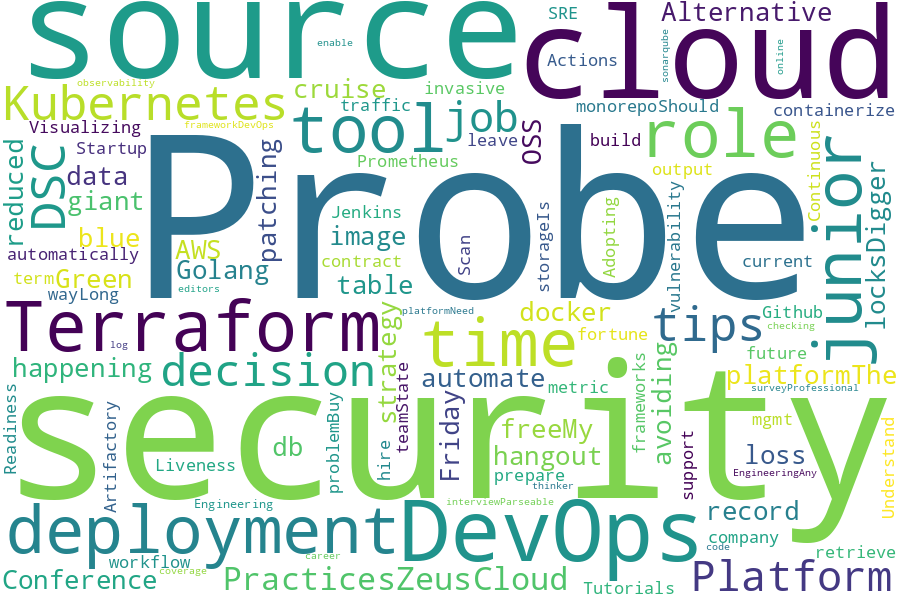 source
cloud
SRE
Alternative
enable
Actions
sonarqube
online
observability
Kubernetes
cruise
invasive
traffic
monorepoShould
containerize
Visualizing
frameworkDevOps
tool
job
leave
OSS
build
role
Startup
reduced
DSC
data
giant
patching
Probe
Prometheus
output
Continuous
junior
locksDigger
blue
automatically
AWS
Jenkins
image
Scan
storageIs
Adopting
vulnerability
current
term
Green
Golang
contract
table
wayLong
editors
Terraform
log
strategy
platformNeed
time
docker
fortune
tips
Github
checking
happening
decision
automate
metric
frameworks
avoiding
future
platformThe
surveyProfessional
Readiness
security
Artifactory
Liveness
db
problemBuy
hire
teamState
Friday
freeMy
hangout
prepare
thinker
support
mgmt
loss
EngineeringAny
Understand
Engineering
interviewParseable
deployment
DevOps
record
company
code
retrieve
workflow
career
coverage
Conference
PracticesZeusCloud
Tutorials
Platform